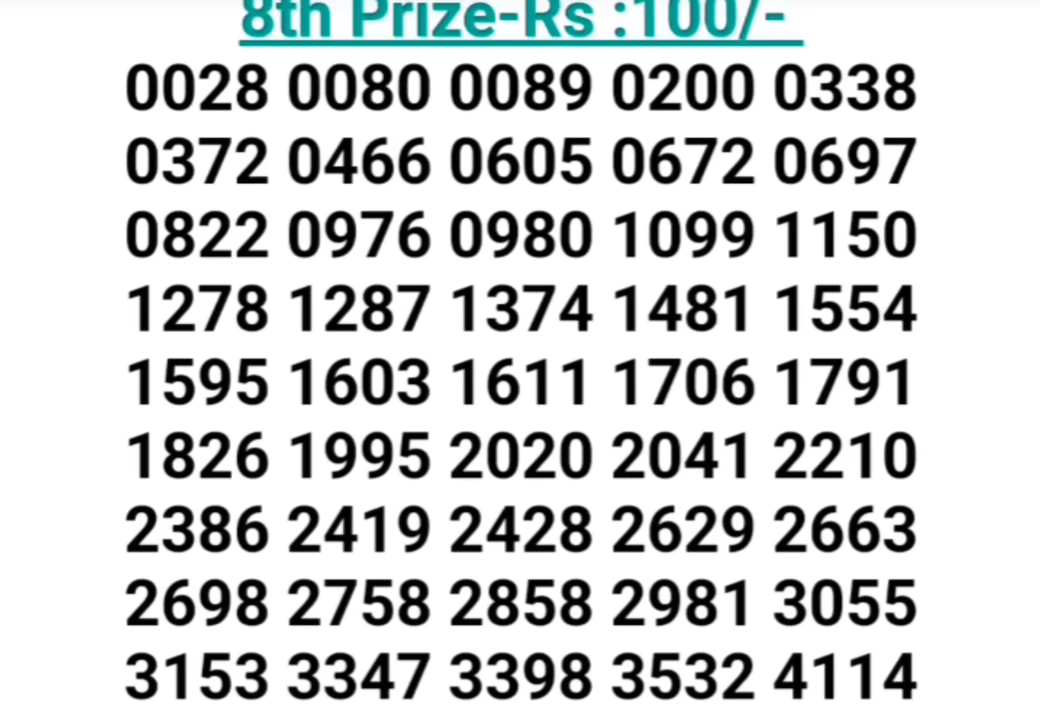 8th Prize-Rs :100/-
0028 0080 0089 0200 0338
0372 0466 0605 0672 0697
0822 0976 0980 1099 1150
1278 1287 1374 1481 1554
1595 1603 1611 1706 1791
1826 1995 2020 2041 2210
2386 2419 2428 2629 2663
2698 2758 2858 2981 3055
3153 3347 3398 3532 4114